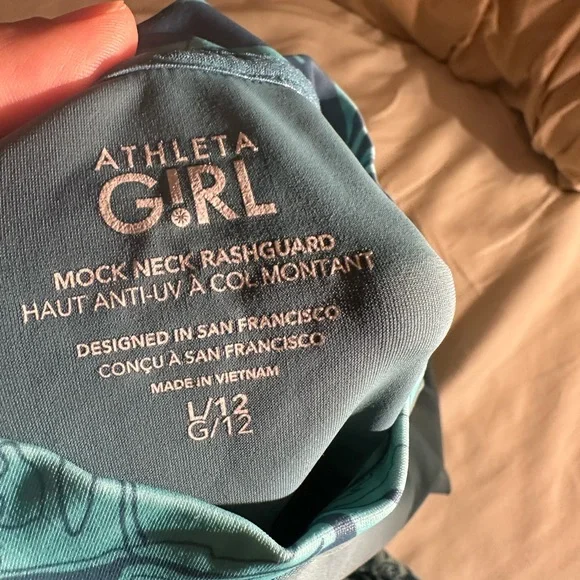 ATHLETA
G!RL
MOCK NECK RASHGUARD
HAUT ANTI-UV À COL MONTANT
DESIGNED IN SAN FRANCISCO
CONÇU À SAN FRANCISCO
MADE IN VIETNAM
L/12
G/12